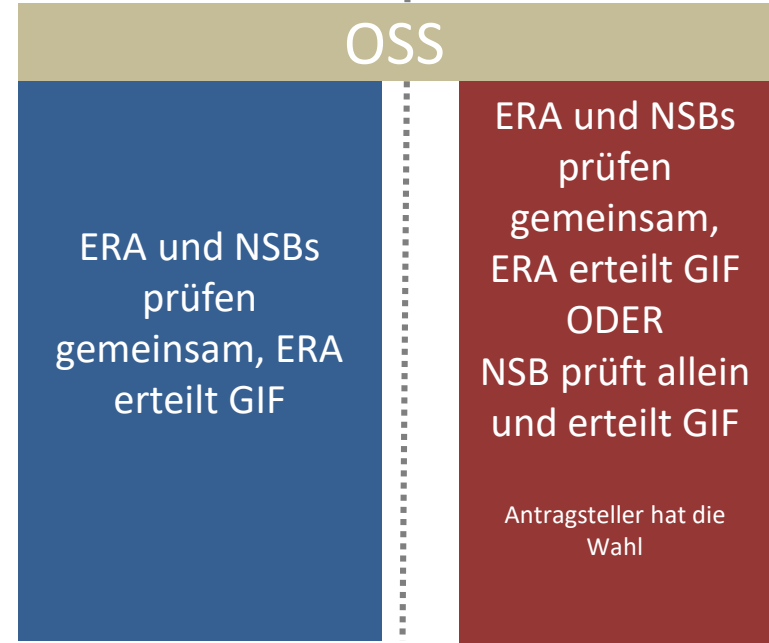 OSS
ERA und NSBs
prüfen
gemeinsam, ERA
erteilt GIF
ERA und NSBs
prüfen
gemeinsam,
ERA erteilt GIF
ODER
NSB prüft allein
und erteilt GIF
Antragsteller hat die
Wahl